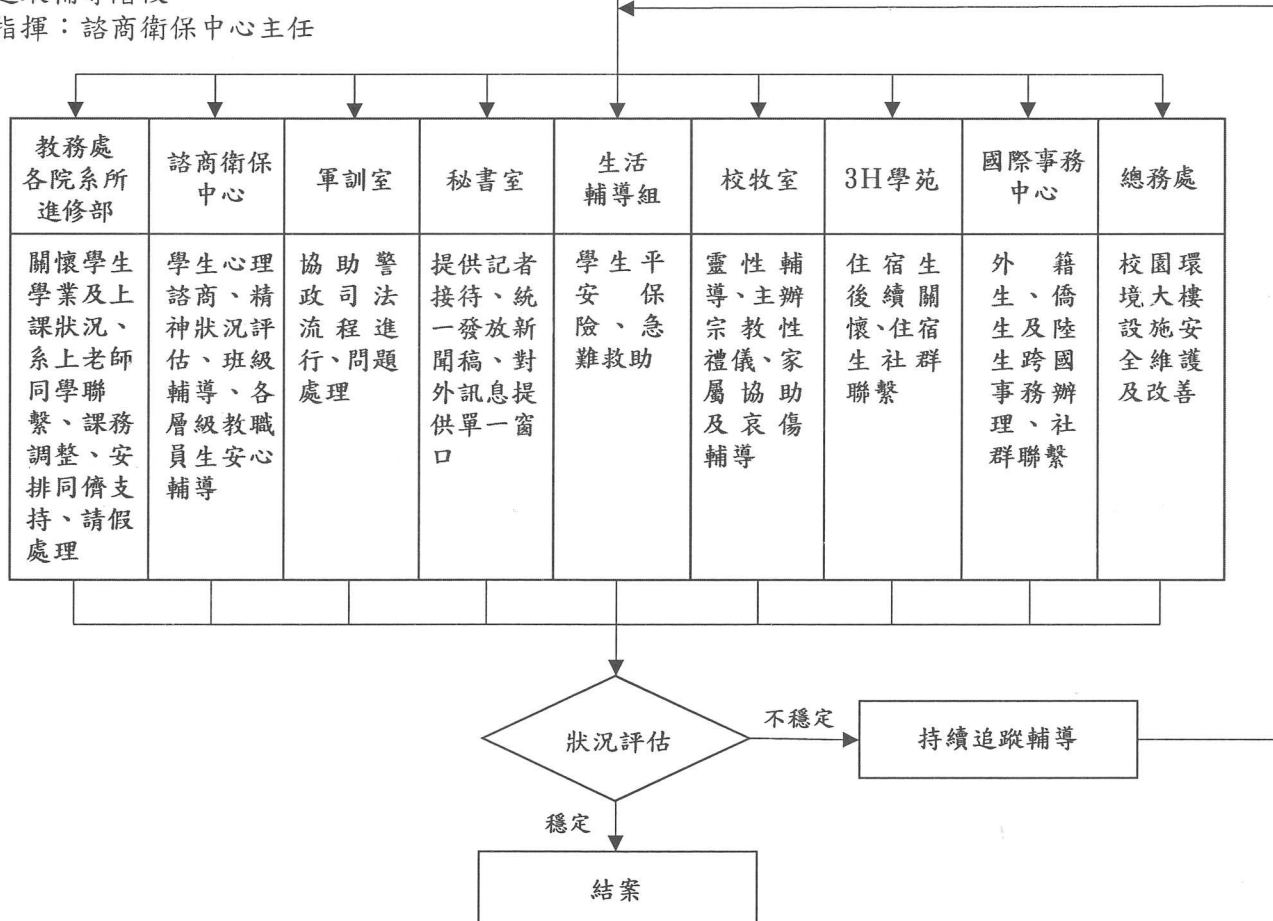 指揮：諮商衛保中心主任
教務處
各院系所
進修部
諮商衛保
中心
軍訓室
秘書室
生活
輔導組
校牧室
3H學苑
國際事務
中心
總務處
關懷學生
學業及上
課狀況、
系上老師
同學聯
繫、課務
調整、安
排同儕支
持、請假
處理
學生心理
諮商、精
神狀況評
估、班級
輔導、各
層級教職
員生安心
輔導
協助警
政司法
流程進
行、問題
處理
提供記者
接待、統
一發放新
聞稿、對
外訊息提
供單一窗
口
學生平
安保
險、急
難救助
靈性輔
導、主辦
宗教性
禮儀、家
屬協助
及哀傷
輔導
住宿生
後續關
懷、住宿
生社群
聯繫
外籍
生、僑
生及陸
生跨國
事務辦
理、社
群聯繫
校園環
境大樓
設施安
全維護
及改善
狀況評估
不穩定
持續追蹤輔導
穩定
結案